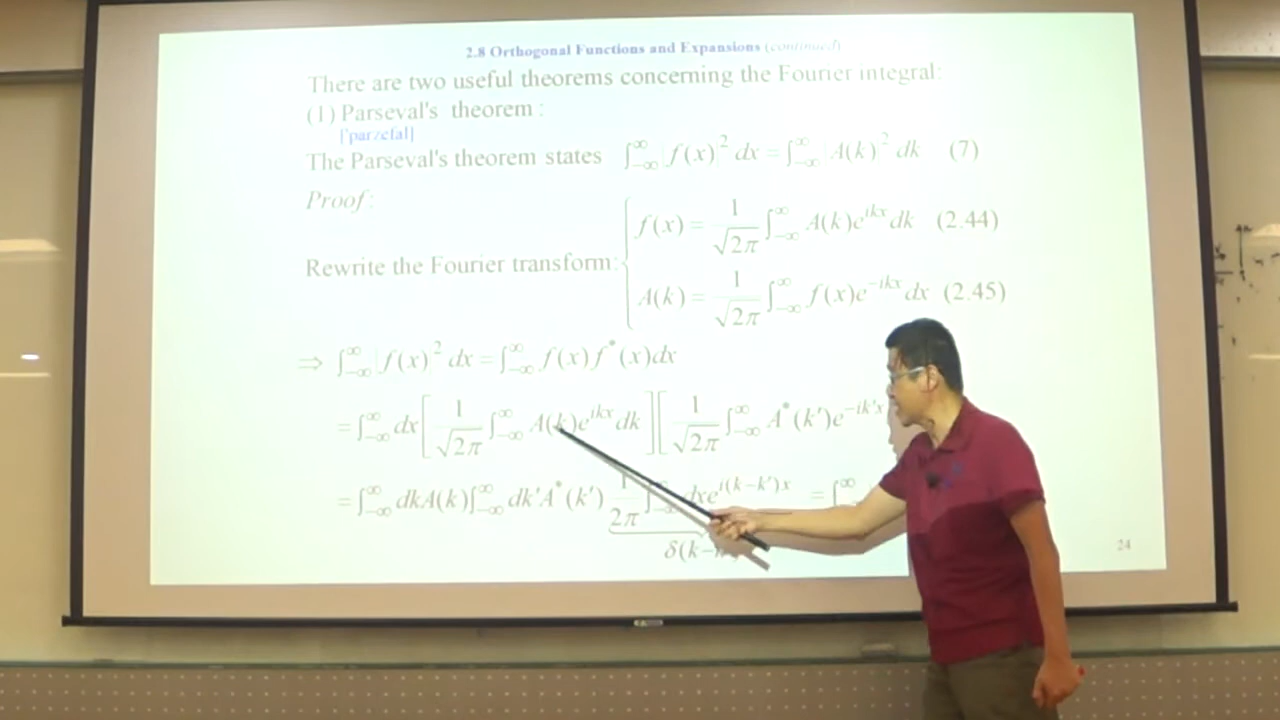 2.8 Orthogonal Functions and Expansions (continued)
There are two useful theorems concerning the Fourier integral:
(1) Parseval's theorem :
['parzefal]
The Parseval's theorem states ∫_{-∞}^{∞} |f(x)|^2 dx = ∫_{-∞}^{∞} |A(k)|^2 dk (7)
Proof:
Rewrite the Fourier transform:
f(x) = 1/√2π ∫_{-∞}^{∞} A(k)e^{ikx} dk (2.44)
A(k) = 1/√2π ∫_{-∞}^{∞} f(x)e^{-ikx} dx (2.45)
⇒ ∫_{-∞}^{∞} |f(x)|^2 dx = ∫_{-∞}^{∞} f(x) f^*(x)dx
= ∫_{-∞}^{∞} dx [1/√2π ∫_{-∞}^{∞} A(k)e^{ikx} dk] [1/√2π ∫_{-∞}^{∞} A^*(k')e^{-ik'x}
= ∫_{-∞}^{∞} dkA(k) ∫_{-∞}^{∞} dk'A^*(k') 1/2π ∫ dxe^{i(k-k')x} = ∫_{-∞}^{∞}
δ(k-
24